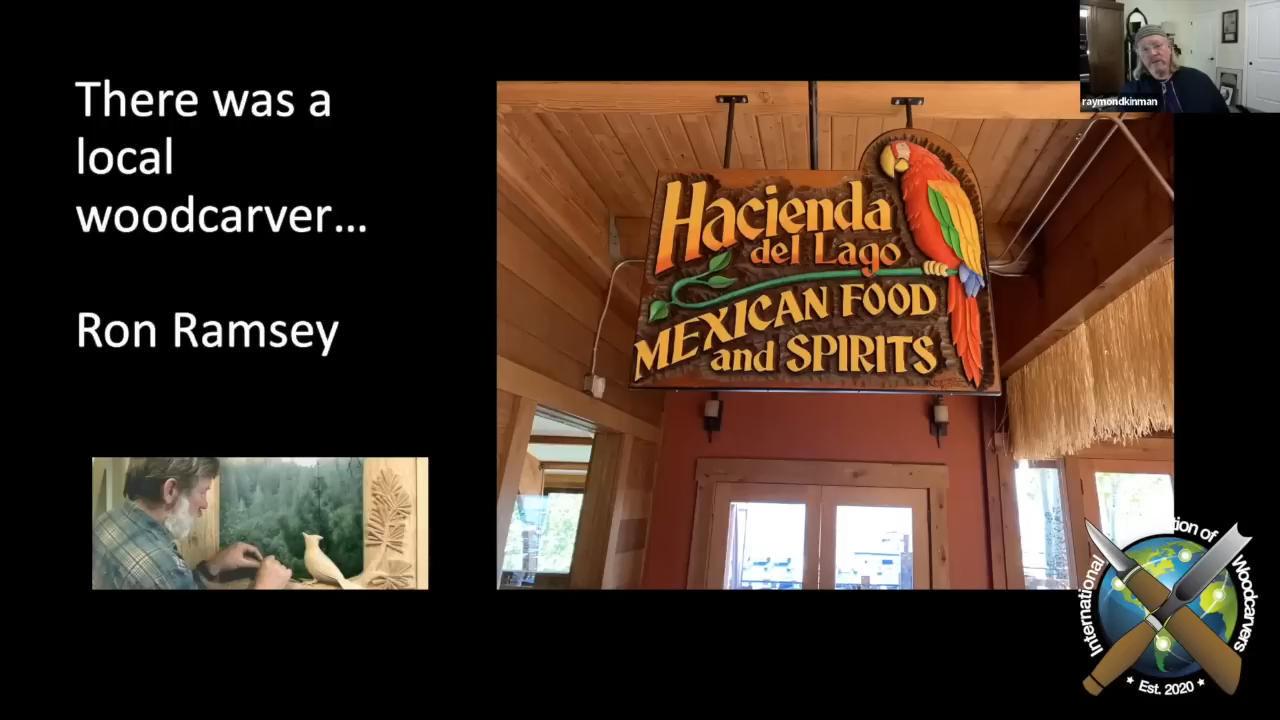 There was a
local
woodcarver...
Ron Ramsey
raymondkinman
Hacienda
del Lago
MEXICAN FOOD
and SPIRITS
International
tion of
Woodcarvers
Est. 2020